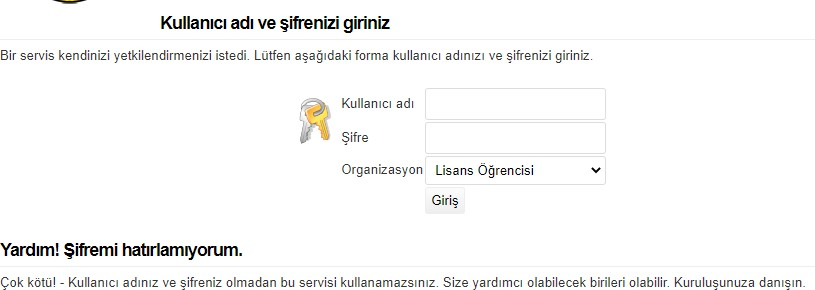 Kullanıcı adı ve şifrenizi giriniz
Bir servis kendinizi yetkilendirmenizi istedi. Lütfen aşağıdaki forma kullanıcı adınızı ve şifrenizi giriniz.
Kullanıcı adı
Şifre
Organizasyon Lisans Öğrencisi
Giriş
Yardım! Şifremi hatırlamıyorum.
Çok kötü! - Kullanıcı adınız ve şifreniz olmadan bu servisi kullanamazsınız. Size yardımcı olabilecek birileri olabilir. Kuruluşunuza danışın.